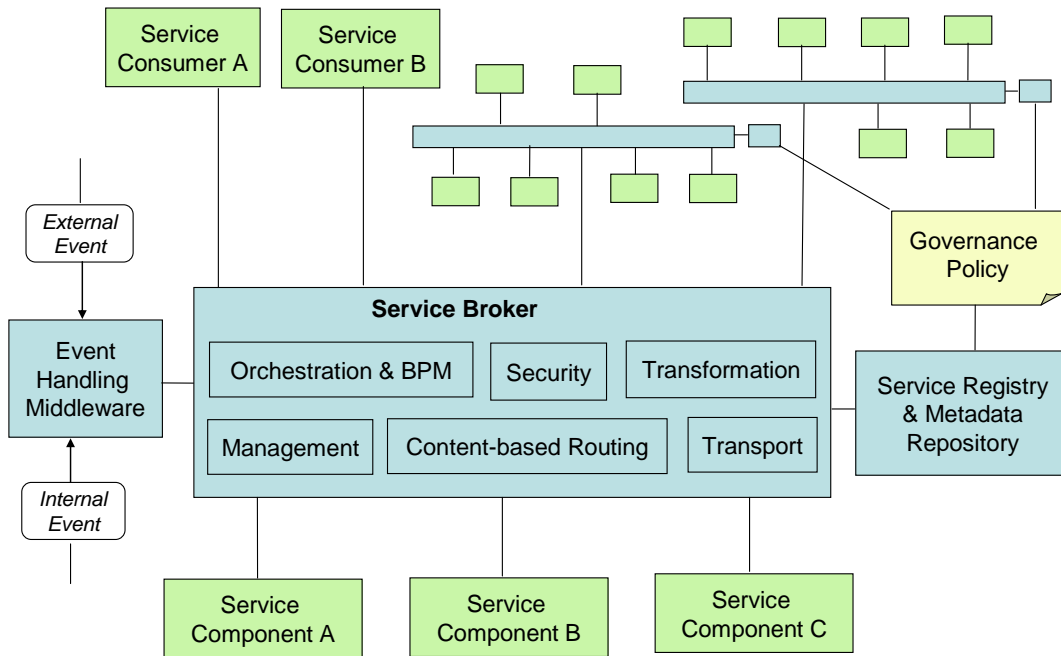 Service
Consumer A
Service
Consumer B
External
Event
Governance
Policy
Service Broker
Event
Handling
Middleware
Orchestration & BPM
Security
Transformation
Service Registry
& Metadata
Repository
Management
Content-based Routing
Transport
Internal
Event
Service
Component A
Service
Component B
Service
Component C